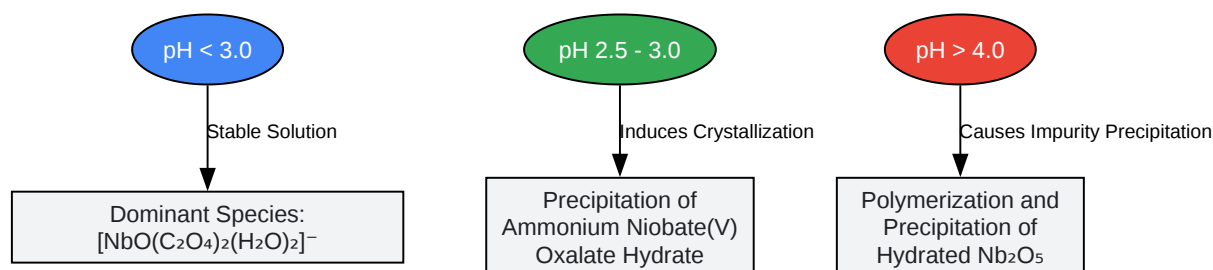 pH < 3.0
pH 2.5 - 3.0
pH > 4.0
Stable Solution
Induces Crystallization
Causes Impurity Precipitation
Dominant Species:
[NbO(C₂O₄)₂(H₂O)₂]⁻
Precipitation of
Ammonium Niobate(V)
Oxalate Hydrate
Polymerization and
Precipitation of
Hydrated Nb₂O₅